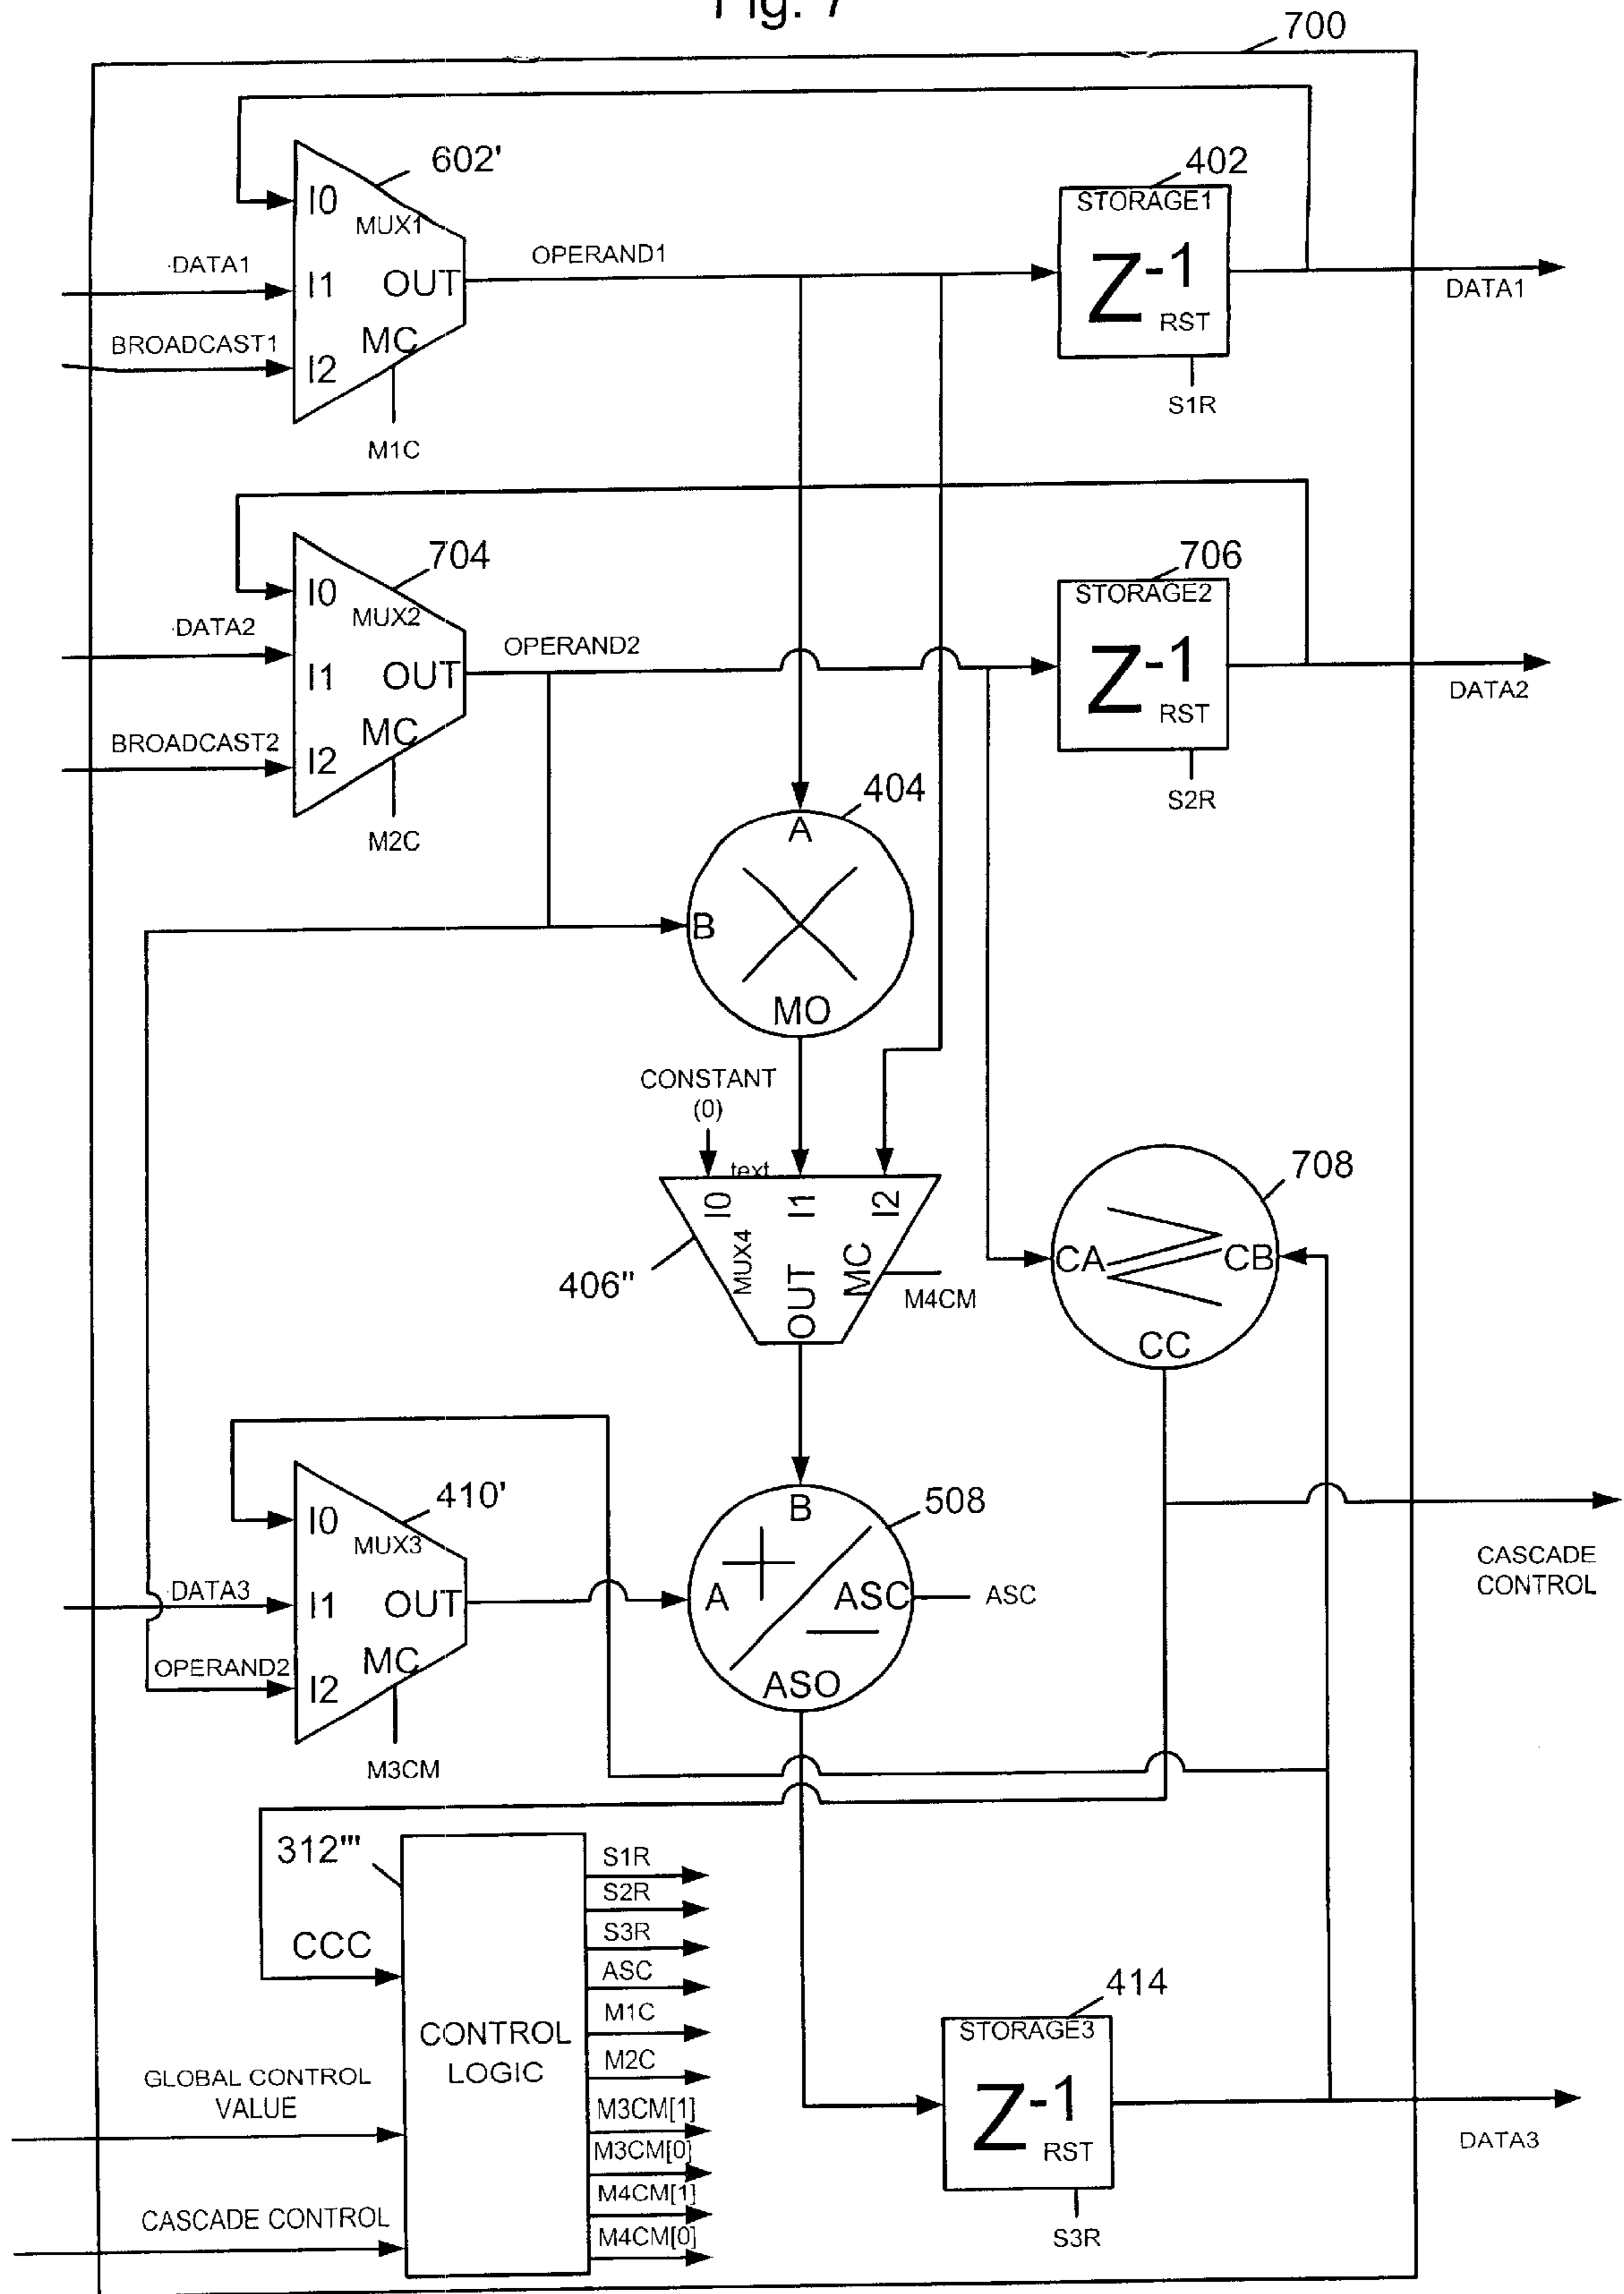 Fig. 7
700
602'
I0
MUX1
DATA1
I1
OUT
BROADCAST1
MC
I2
M1C
OPERAND1
402
STORAGE1
Z-1
RST
S1R
DATA1
704
I0
MUX2
DATA2
I1
OUT
BROADCAST2
MC
I2
M2C
OPERAND2
706
STORAGE2
Z-1
RST
S2R
DATA2
404
A
B
MO
CONSTANT
(0)
text
I0
I1
I2
MUX4
OUT
MC
406"
M4CM
708
CA
CB
CC
410'
I0
MUX3
DATA3
I1
OUT
OPERAND2
MC
I2
M3CM
508
B
A
ASC
ASC
ASO
CASCADE
CONTROL
312'''
CCC
CONTROL
LOGIC
GLOBAL CONTROL
VALUE
CASCADE CONTROL
S1R
S2R
S3R
ASC
M1C
M2C
M3CM[1]
M3CM[0]
M4CM[1]
M4CM[0]
414
STORAGE3
Z-1
RST
S3R
DATA3